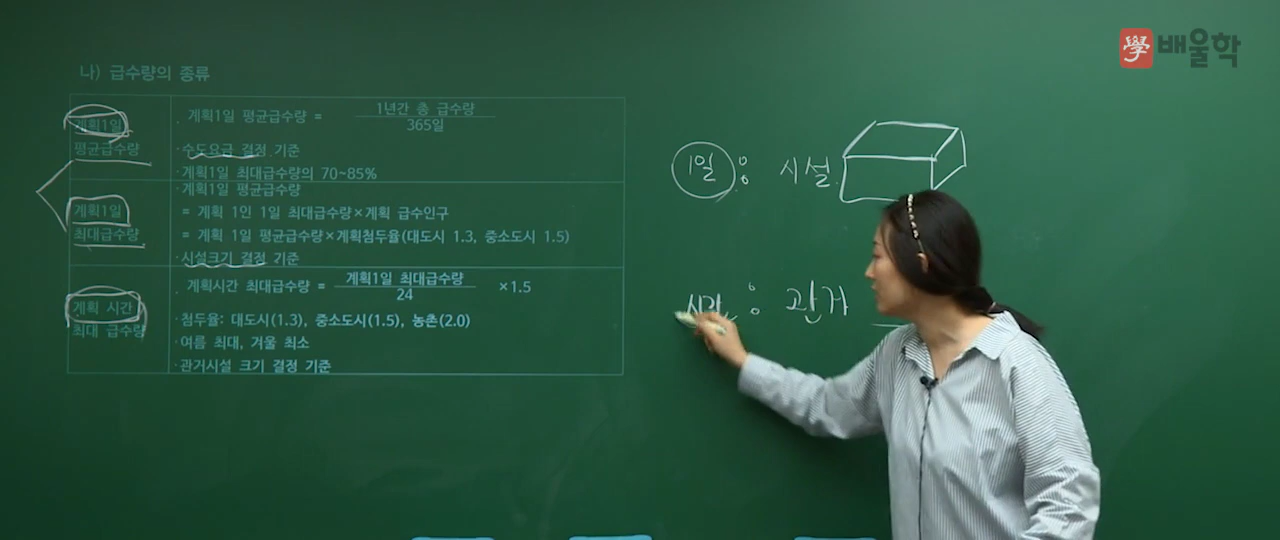 學 배울학
나) 급수량의 종류
계획1일
평균급수량
· 계획1일 평균급수량 = 1년간 총 급수량
365일
· 수도요금 결정 기준
· 계획1일 최대급수량의 70~85%
계획1일
최대급수량
· 계획1일 평균급수량
= 계획 1인 1일 최대급수량×계획 급수인구
= 계획 1일 평균급수량×계획첨두율(대도시 1.3, 중소도시 1.5)
· 시설크기 결정 기준
계획 시간
최대 급수량
· 계획시간 최대급수량 = 계획1일 최대급수량 ×1.5
24
· 첨두율: 대도시(1.3), 중소도시(1.5), 농촌(2.0)
· 여름 최대, 겨울 최소
· 관거시설 크기 결정 기준
1일 : 시설
시간 : 관거